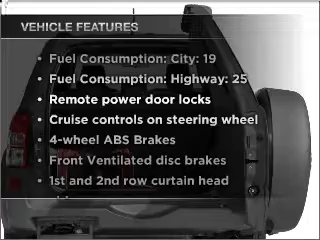 VEHICLE FEATURES
• Fuel Consumption: City: 19
• Fuel Consumption: Highway: 25
• Remote power door locks
• Cruise controls on steering wheel
• 4-wheel ABS Brakes
• Front Ventilated disc brakes
• 1st and 2nd row curtain head